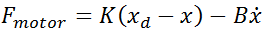 F_motor = K(x_d − x) − Bẋ